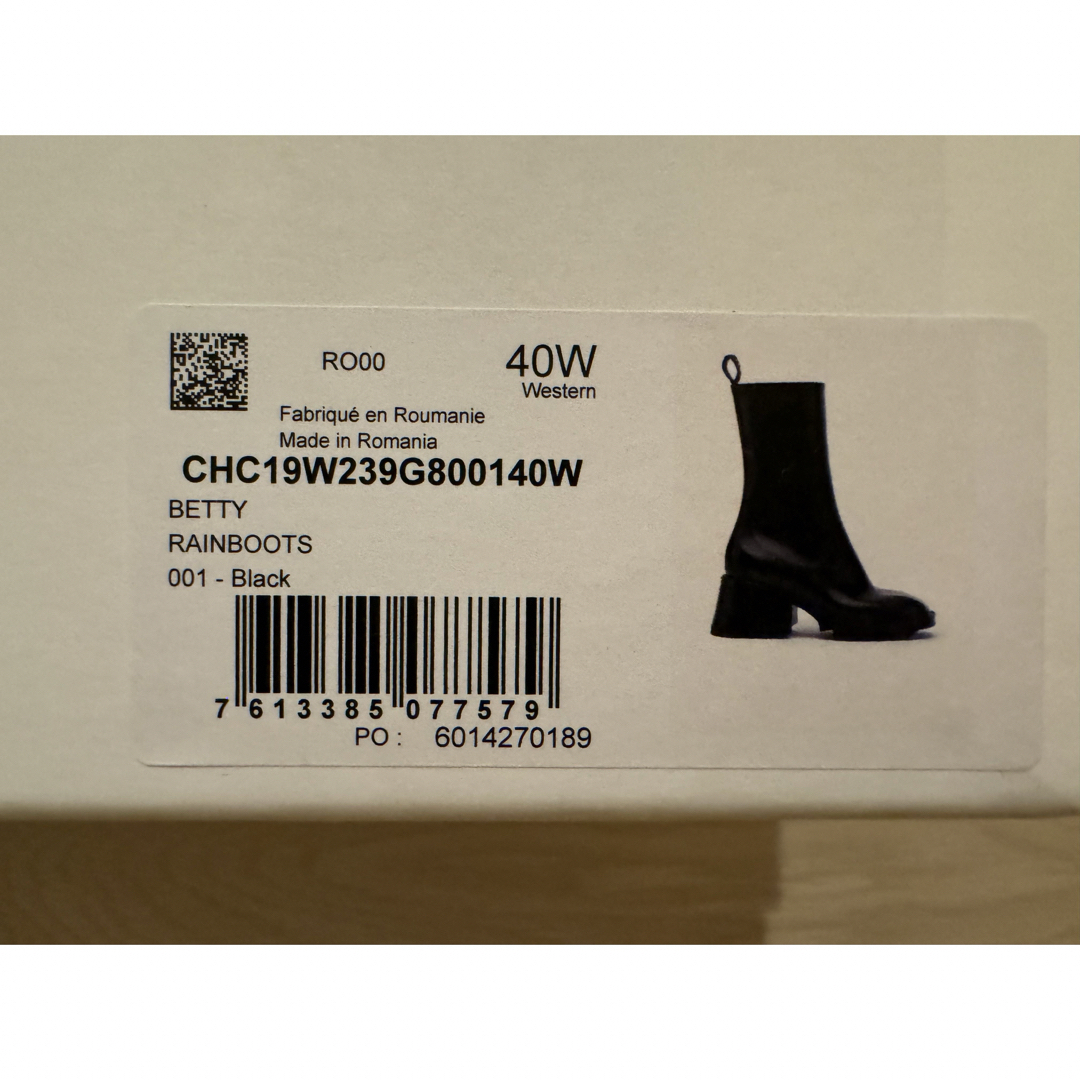 RO00
40W
Western
Fabriqué en Roumanie
Made in Romania
CHC19W239G800140W
BETTY
RAINBOOTS
001 - Black
7 613385 077579
PO : 6014270189